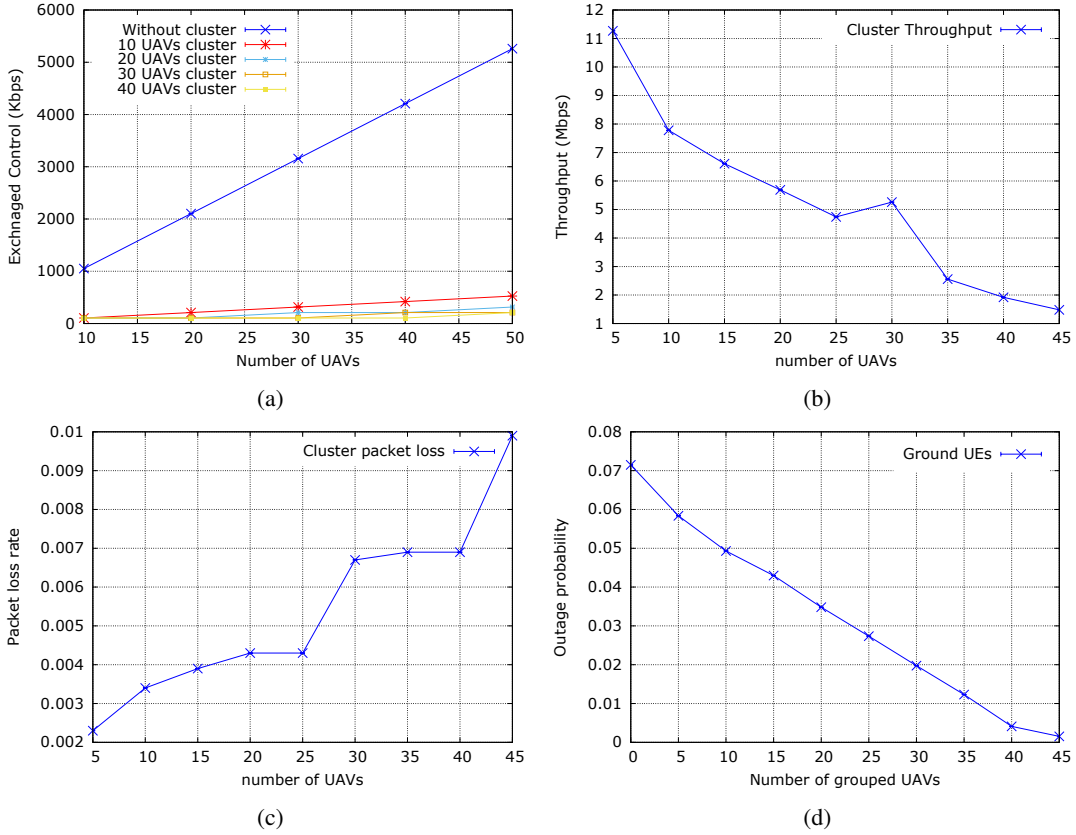 6000
5000
4000
3000
2000
1000
0
Exchnaged Control (Kbps)
Without cluster
10 UAVs cluster
20 UAVs cluster
30 UAVs cluster
40 UAVs cluster
10 15 20 25 30 35 40 45 50
Number of UAVs
(a)
12
11
10
9
8
7
6
5
4
3
2
1
Throughput (Mbps)
Cluster Throughput
5 10 15 20 25 30 35 40 45
number of UAVs
(b)
0.01
0.009
0.008
0.007
0.006
0.005
0.004
0.003
0.002
Packet loss rate
Cluster packet loss
5 10 15 20 25 30 35 40 45
number of UAVs
(c)
0.08
0.07
0.06
0.05
0.04
0.03
0.02
0.01
0
Outage probability
Ground UEs
0 5 10 15 20 25 30 35 40 45
Number of grouped UAVs
(d)